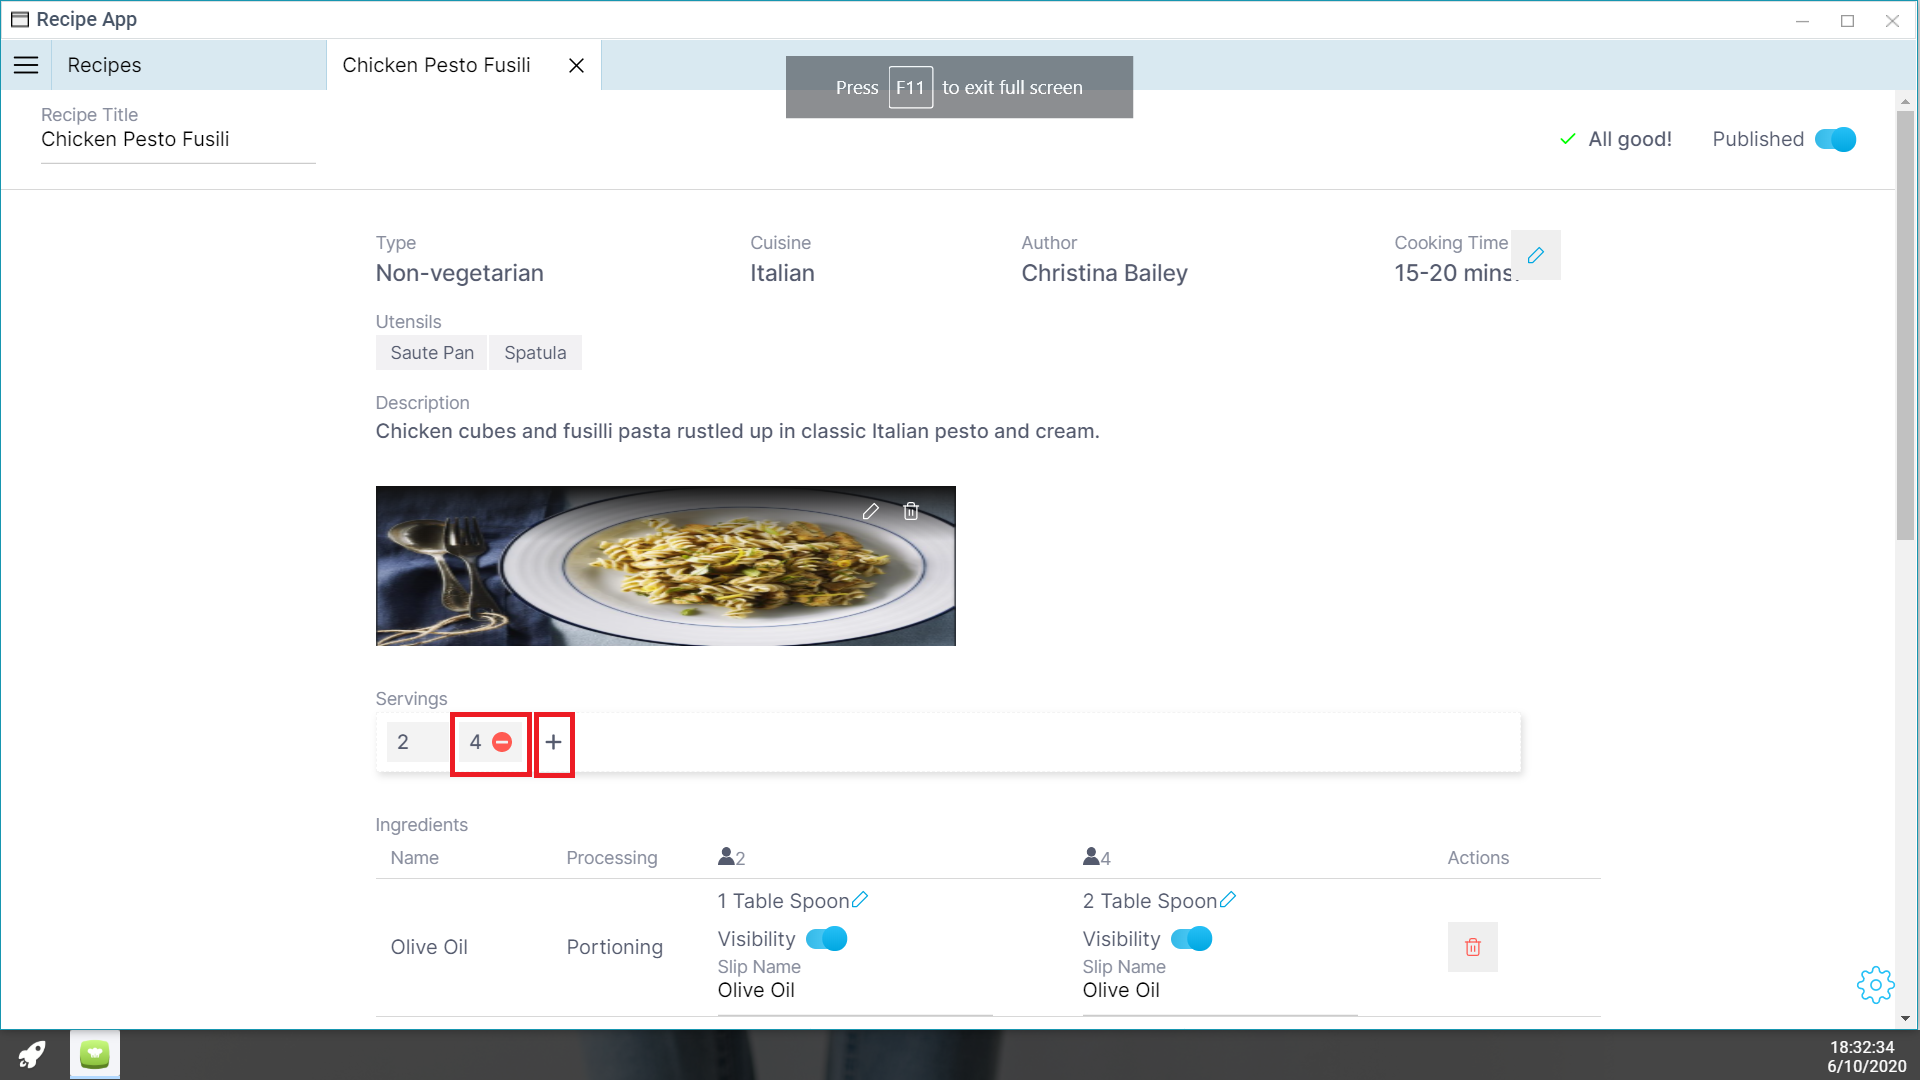 Recipe App
Recipes
Chicken Pesto Fusili
Press F11 to exit full screen
Recipe Title
Chicken Pesto Fusili
All good!
Published
Type
Cuisine
Author
Cooking Time
Non-vegetarian
Italian
Christina Bailey
15-20 mins.
Utensils
Saute Pan
Spatula
Description
Chicken cubes and fusilli pasta rustled up in classic Italian pesto and cream.
Servings
2
4
+
Ingredients
Name
Processing
2
4
Actions
Olive Oil
Portioning
1 Table Spoon
Visibility
Slip Name
Olive Oil
2 Table Spoon
Visibility
Slip Name
Olive Oil
18:32:34
6/10/2020